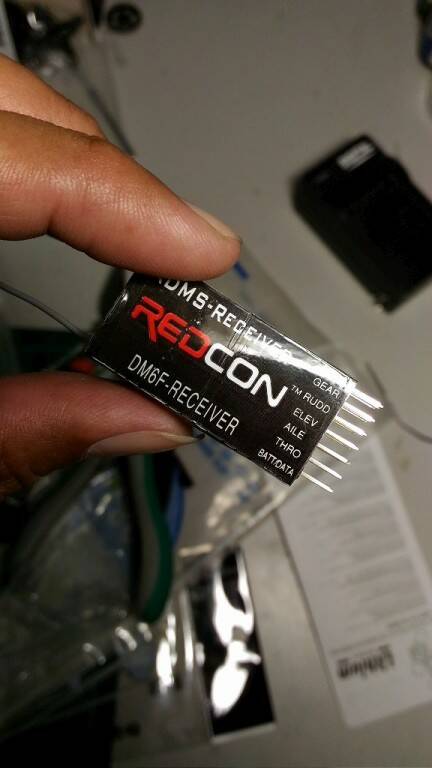 DMS-RECEIVER
REDCON
DM6F-RECEIVER
GEAR
™ RUDD
ELEV
AILE
THRO
BATT/DATA